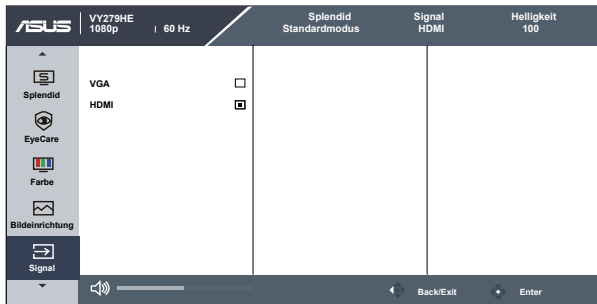 ASUS
VY279HE
1080p | 60 Hz
Splendid
Standardmodus
Signal
HDMI
Helligkeit
100
Splendid
EyeCare
Farbe
Bildeinrichtung
Signal
VGA
HDMI
Back/Exit
Enter